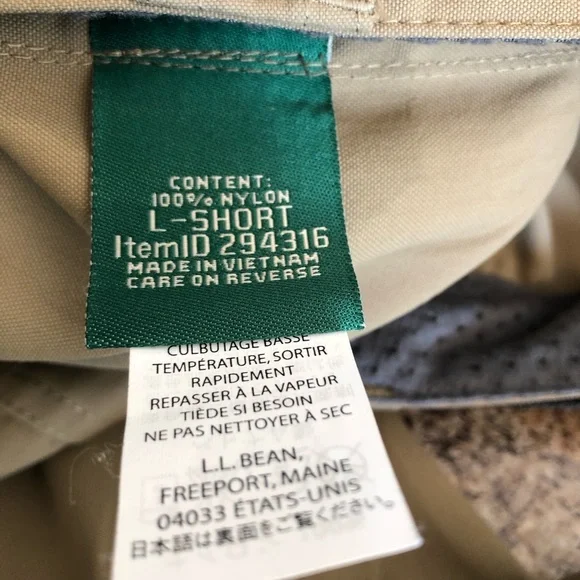 CONTENT:
100% NYLON
L-SHORT
ItemID 294316
MADE IN VIETNAM
CARE ON REVERSE
CULBUTAGE BASSE
TEMPÉRATURE, SORTIR
RAPIDEMENT
REPASSER À LA VAPEUR
TIÈDE SI BESOIN
NE PAS NETTOYER À SEC
L.L.BEAN,
FREEPORT, MAINE
04033 ÉTATS-UNIS
日本語は裏面をご覧ください。